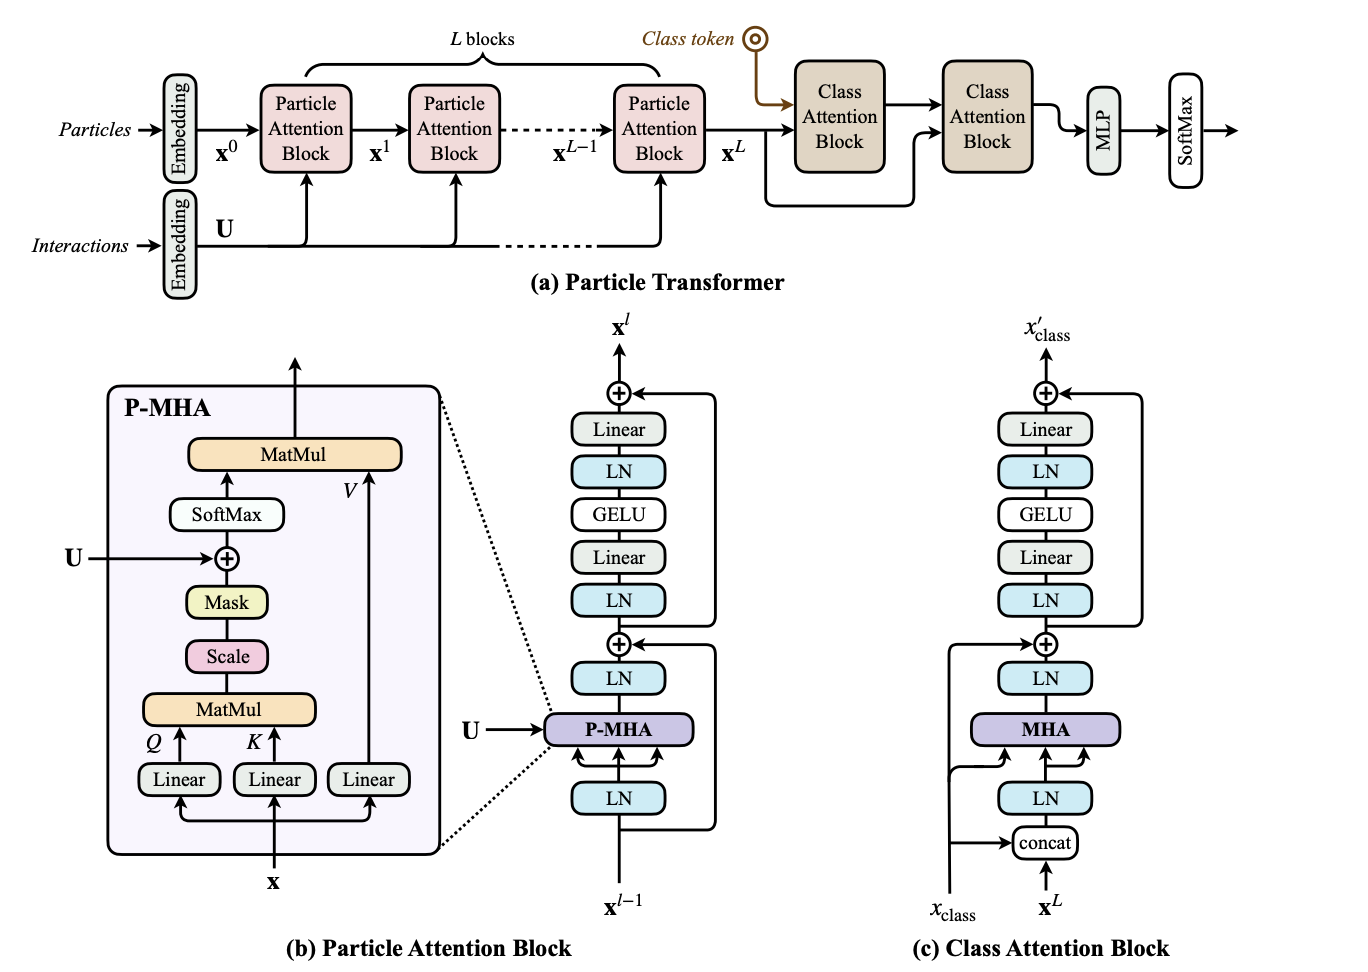 L blocks
Class token
Particles
Embedding
x⁰
Particle
Attention
Block
x¹
Particle
Attention
Block
xᴸ⁻¹
Particle
Attention
Block
xᴸ
Class
Attention
Block
Class
Attention
Block
MLP
SoftMax
Interactions
Embedding
U
(a) Particle Transformer
P-MHA
MatMul
V
SoftMax
U
+
Mask
Scale
MatMul
Q
K
Linear
Linear
Linear
x
xˡ
+
Linear
LN
GELU
Linear
LN
+
LN
U
P-MHA
LN
xˡ⁻¹
(b) Particle Attention Block
x′class
+
Linear
LN
GELU
Linear
LN
+
LN
MHA
LN
concat
xclass
xᴸ
(c) Class Attention Block